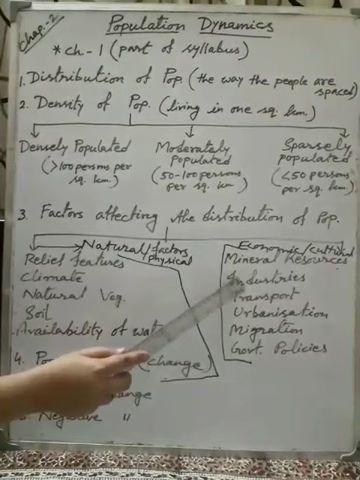 Chap-2
Population Dynamics
* Ch-1 (part of syllabus)
1. Distribution of Pop. (the way the people are spaced)
2. Density of Pop. (living in one sq. km.)
Densely Populated (>100 persons per sq. km.
Moderately populated (50-100 persons per sq. km)
Sparsely populated (<50 persons per sq. km.)
3. Factors affecting the distribution of Pop.
Natural/physical factors
Relief features
Climate
Natural Veg.
Soil
Availability of wat
Economic/cultural
Mineral Resources
Industries
Transport
Urbanisation
Migration
Govt. Policies
4. Po (change)
ange
Negative "